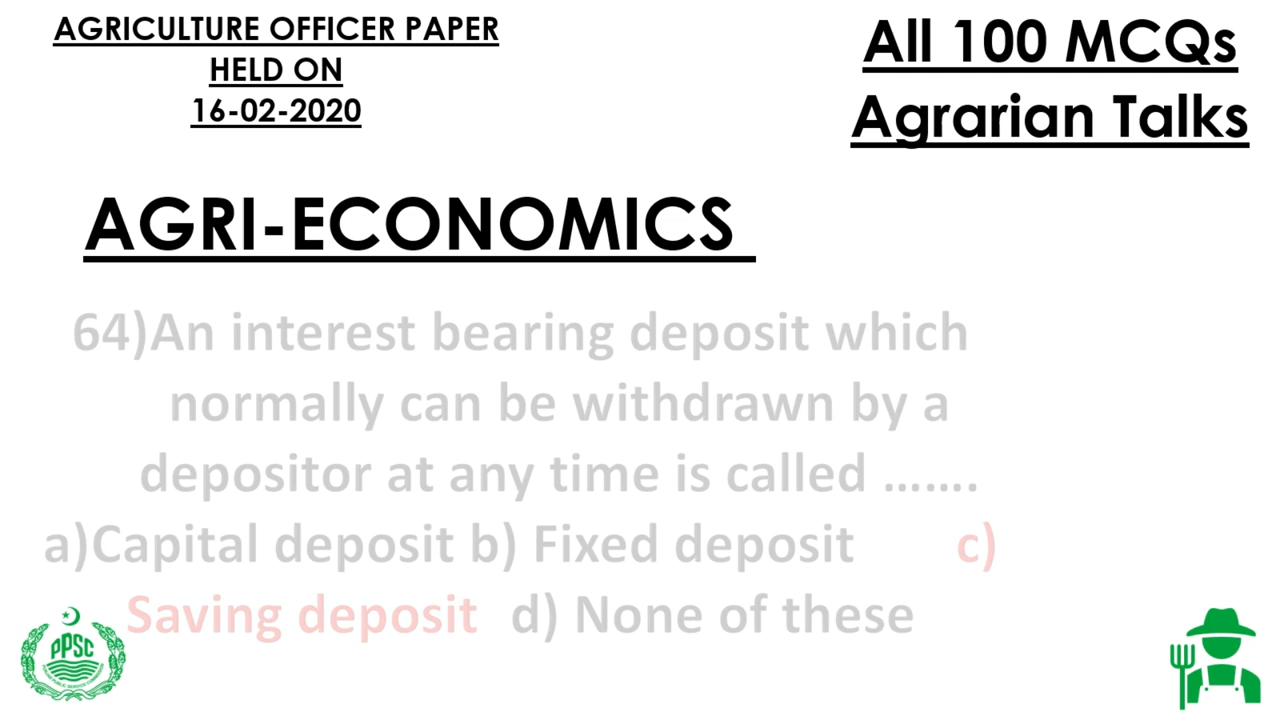 AGRICULTURE OFFICER PAPER
HELD ON
16-02-2020
All 100 MCQs
Agrarian Talks
AGRI-ECONOMICS
64)An interest bearing deposit which
normally can be withdrawn by a
depositor at any time is called .......
a)Capital deposit b) Fixed deposit c)
Saving deposit d) None of these
PPSC